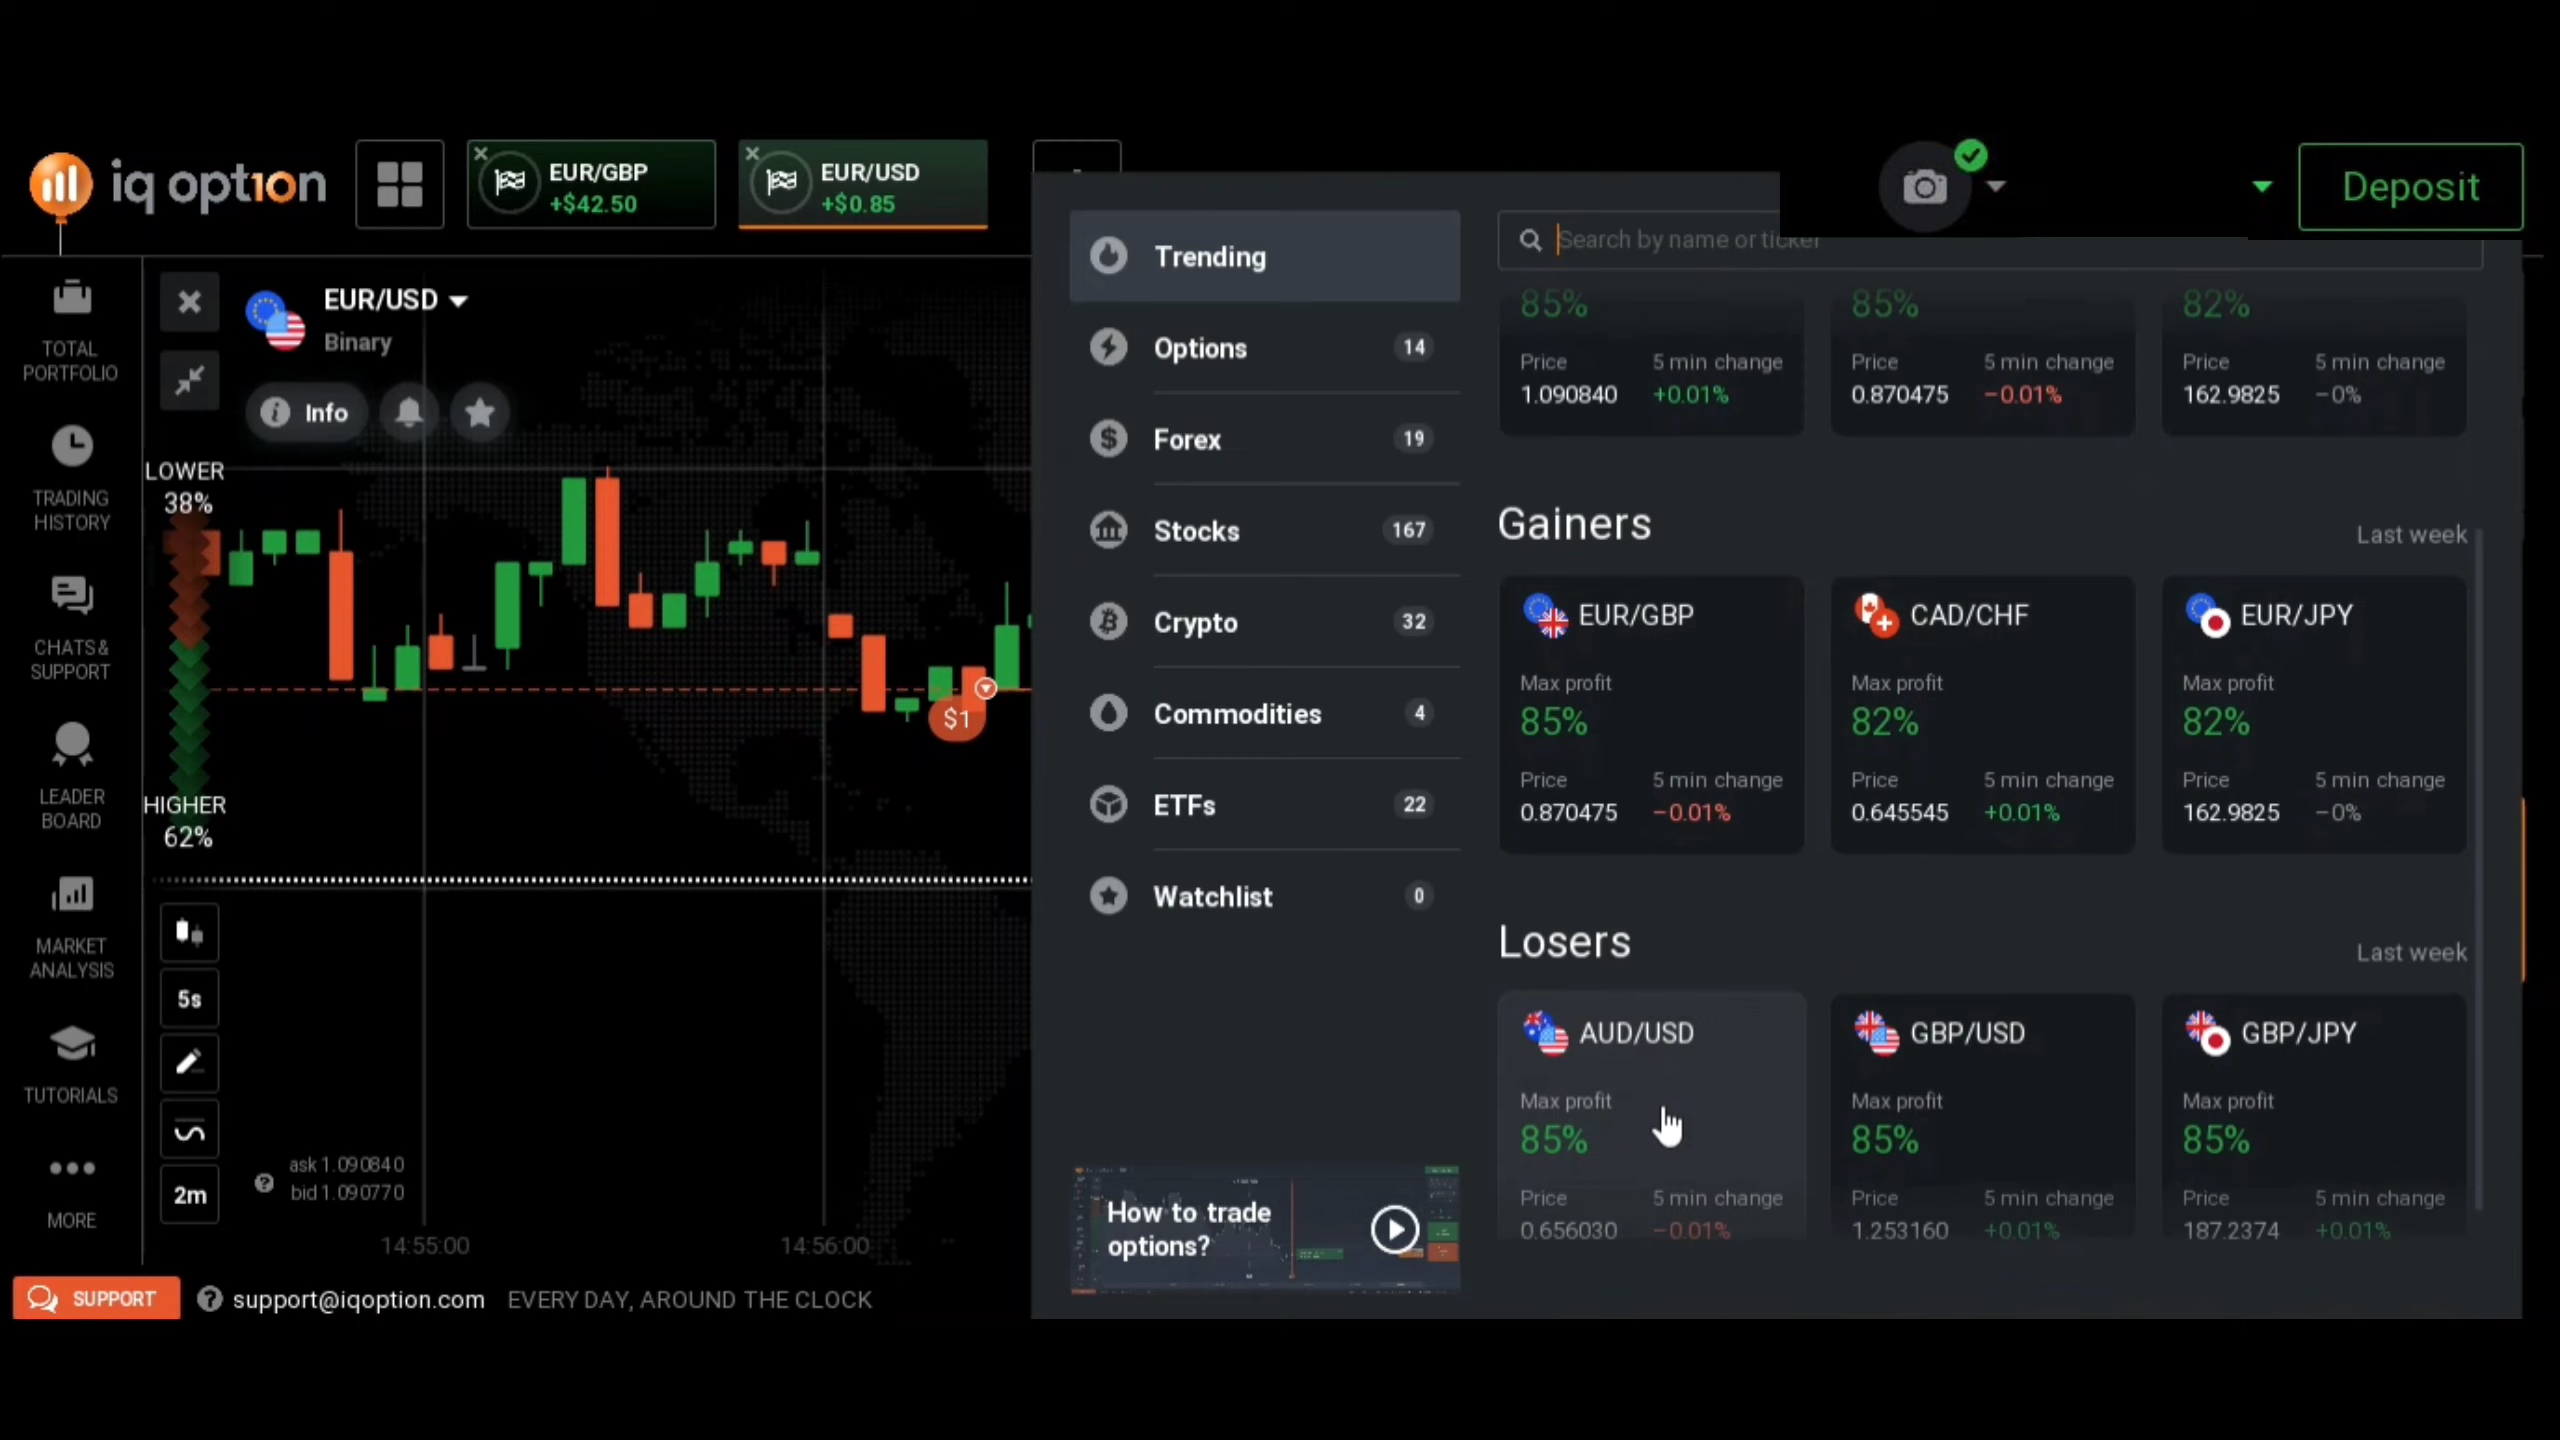 iq option
EUR/GBP
+$42.50
EUR/USD
+$0.85
Deposit
TOTAL
PORTFOLIO
TRADING
HISTORY
CHATS &
SUPPORT
LEADER
BOARD
MARKET
ANALYSIS
TUTORIALS
MORE
EUR/USD
Binary
Info
LOWER
38%
HIGHER
62%
$1
5s
2m
ask 1.090840
bid 1.090770
14:55:00
14:56:00
SUPPORT
support@iqoption.com
EVERY DAY, AROUND THE CLOCK
Trending
Options 14
Forex 19
Stocks 167
Crypto 32
Commodities 4
ETFs 22
Watchlist 0
How to trade
options?
Search by name or ticker
85% 85% 82%
Price 5 min change Price 5 min change Price 5 min change
1.090840 +0.01% 0.870475 −0.01% 162.9825 −0%
Gainers Last week
EUR/GBP CAD/CHF EUR/JPY
Max profit Max profit Max profit
85% 82% 82%
Price 5 min change Price 5 min change Price 5 min change
0.870475 −0.01% 0.645545 +0.01% 162.9825 −0%
Losers Last week
AUD/USD GBP/USD GBP/JPY
Max profit Max profit Max profit
85% 85% 85%
Price 5 min change Price 5 min change Price 5 min change
0.656030 −0.01% 1.253160 +0.01% 187.2374 +0.01%